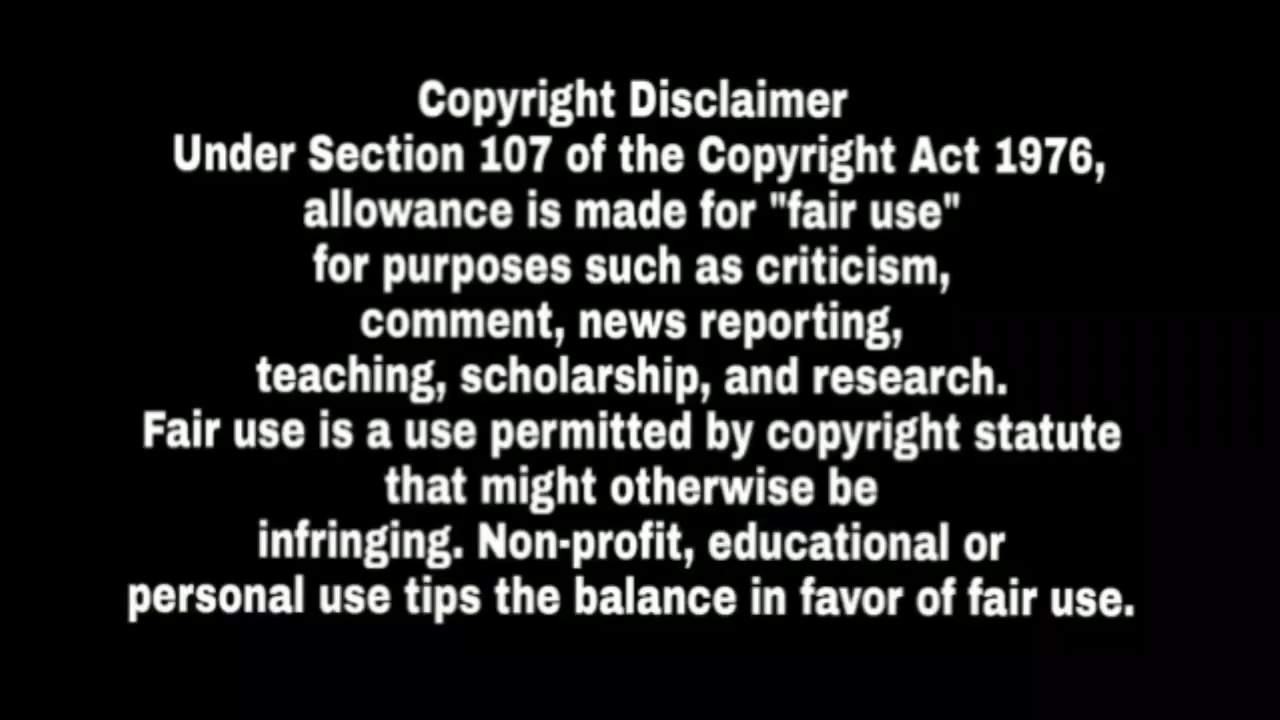 Copyright Disclaimer
Under Section 107 of the Copyright Act 1976,
allowance is made for "fair use"
for purposes such as criticism,
comment, news reporting,
teaching, scholarship, and research.
Fair use is a use permitted by copyright statute
that might otherwise be
infringing. Non-profit, educational or
personal use tips the balance in favor of fair use.